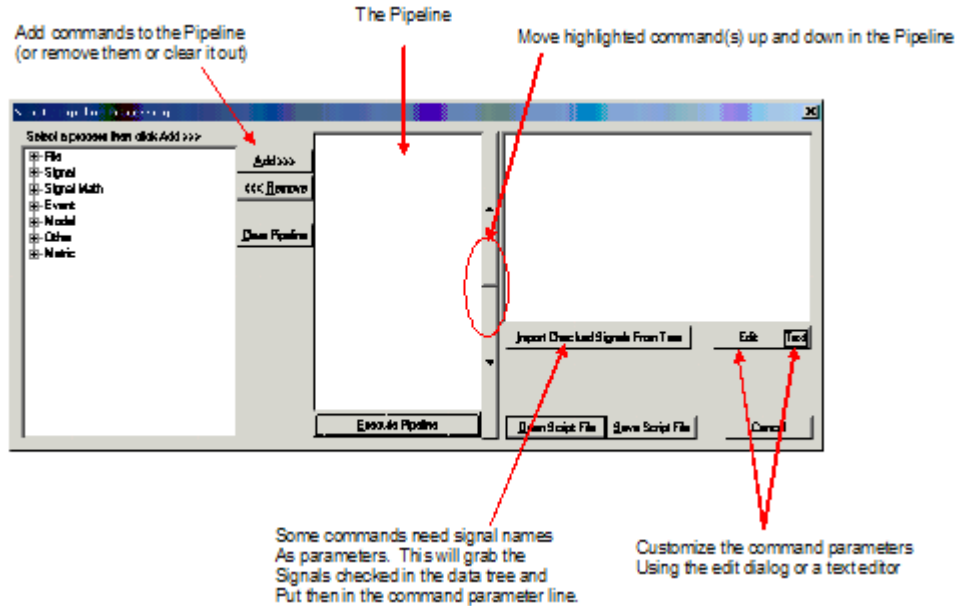 The Pipeline
Add commands to the Pipeline
(or remove them or clear it out)
Move highlighted command(s) up and down in the Pipeline
Select a process then click Add >>>
File
Signal
Signal Math
Event
Model
Other
Metric
Add >>>
<<< Remove
Clear Pipeline
Execute Pipeline
Import Checked Signals From Tree
Edit
Text
Open Script File
Save Script File
Cancel
Some commands need signal names
As parameters. This will grab the
Signals checked in the data tree and
Put then in the command parameter line.
Customize the command parameters
Using the edit dialog or a text editor